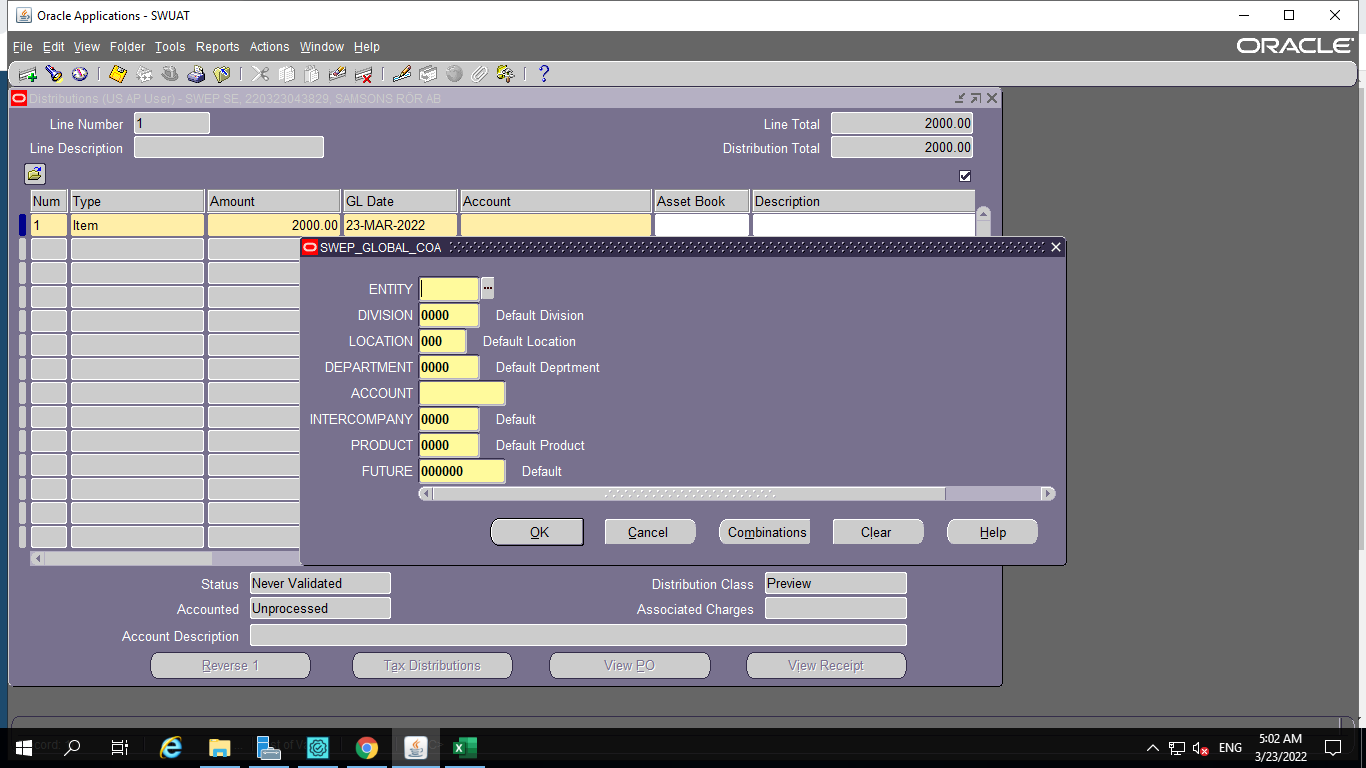 Oracle Applications - SWUAT
File Edit View Folder Tools Reports Actions Window Help
ORACLE
Distributions (US AP User) - SWEP SE, 220323043829, SAMSONS RÖR AB
Line Number 1 Line Total 2000.00
Line Description Distribution Total 2000.00
Num Type Amount GL Date Account Asset Book Description
1 Item 2000.00 23-MAR-2022
SWEP_GLOBAL_COA
ENTITY
DIVISION 0000 Default Division
LOCATION 000 Default Location
DEPARTMENT 0000 Default Deprtment
ACCOUNT
INTERCOMPANY 0000 Default
PRODUCT 0000 Default Product
FUTURE 000000 Default
OK Cancel Combinations Clear Help
Status Never Validated Distribution Class Preview
Accounted Unprocessed Associated Charges
Account Description
Reverse 1 Tax Distributions View PO View Receipt
ENG
5:02 AM
3/23/2022